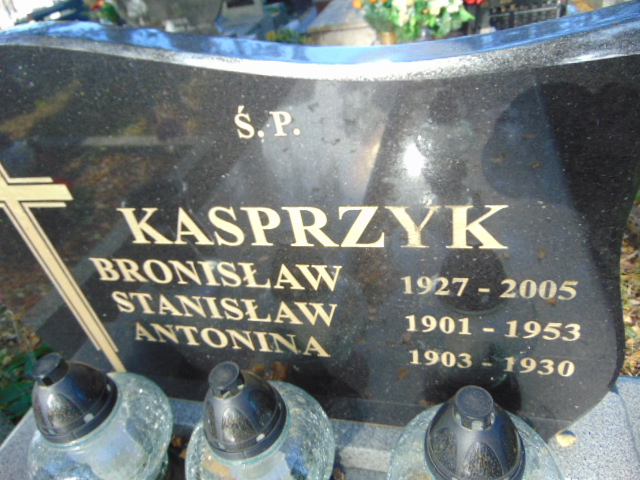 Ś.P.
KASPRZYK
BRONISŁAW 1927 - 2005
STANISŁAW 1901 - 1953
ANTONINA 1903 - 1930